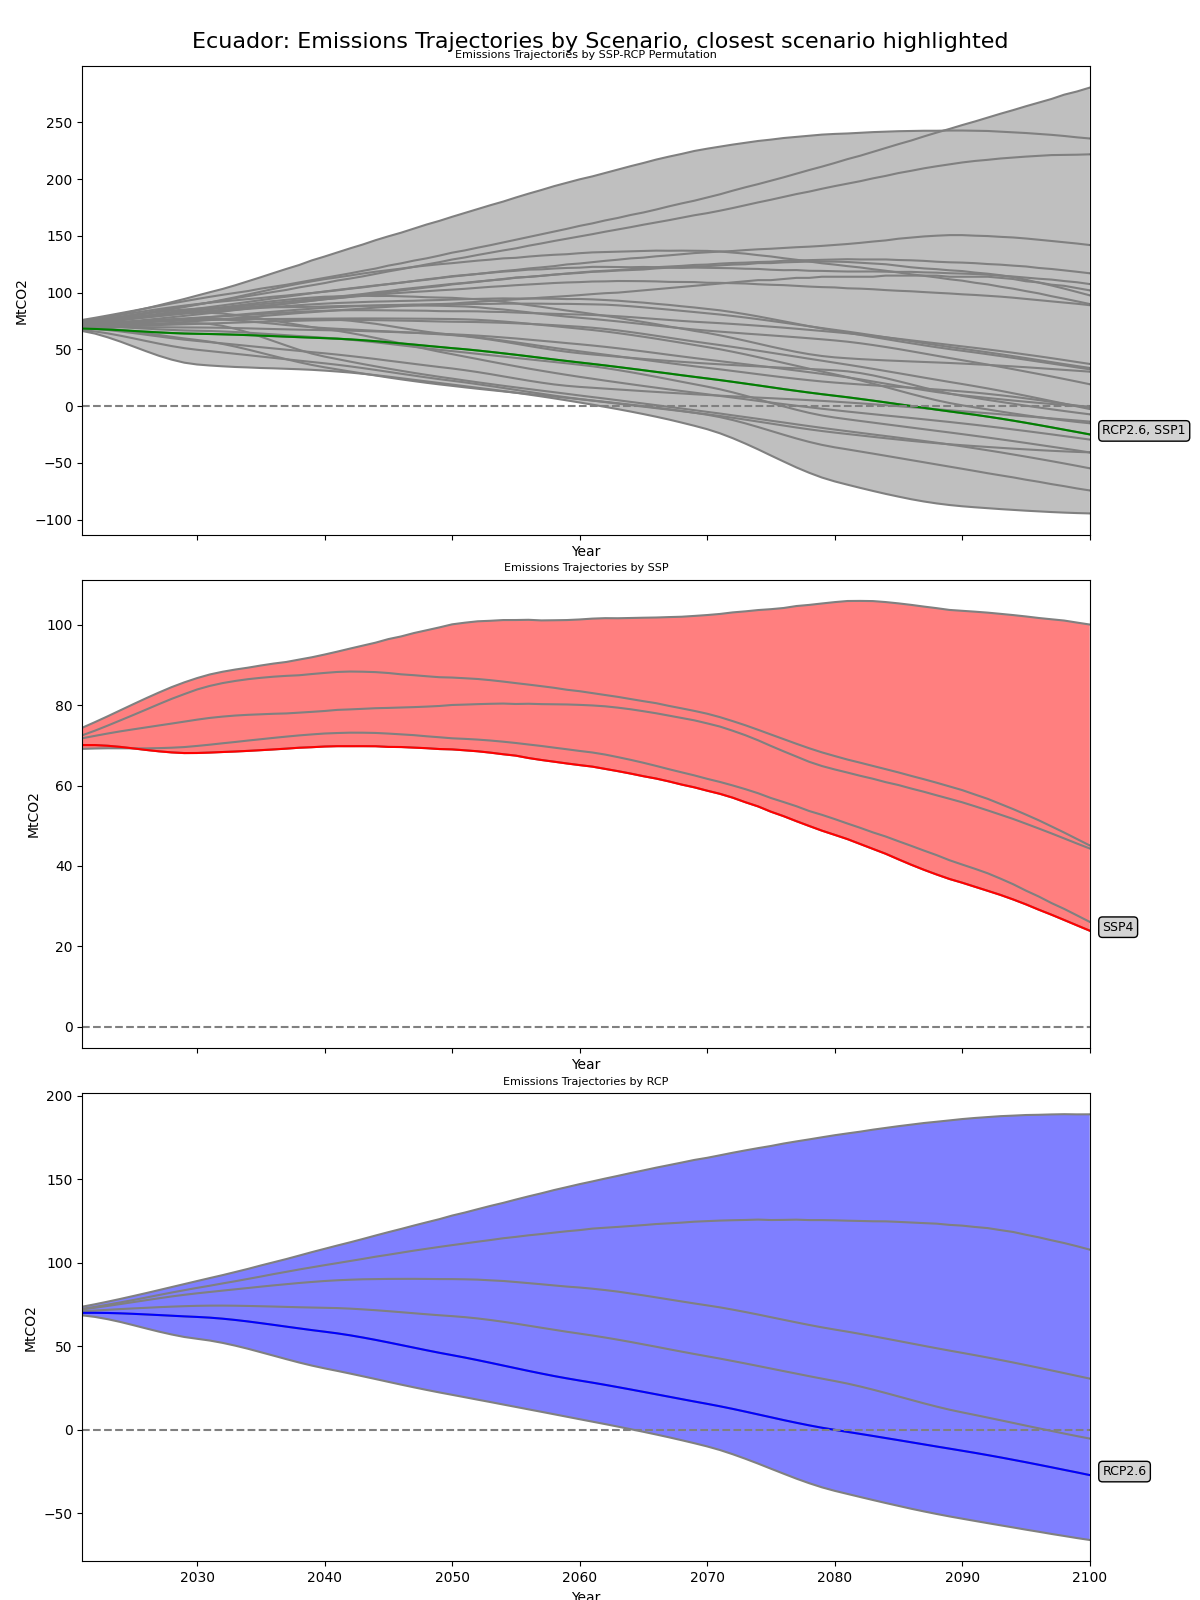 Ecuador: Emissions Trajectories by Scenario, closest scenario highlighted
Emissions Trajectories by SSP-RCP Permutation
250
200
150
100
50
0
−50
−100
MtCO2
RCP2.6, SSP1
Year
Emissions Trajectories by SSP
100
80
60
40
20
0
MtCO2
SSP4
Year
Emissions Trajectories by RCP
200
150
100
50
0
−50
MtCO2
RCP2.6
2030 2040 2050 2060 2070 2080 2090 2100
Year